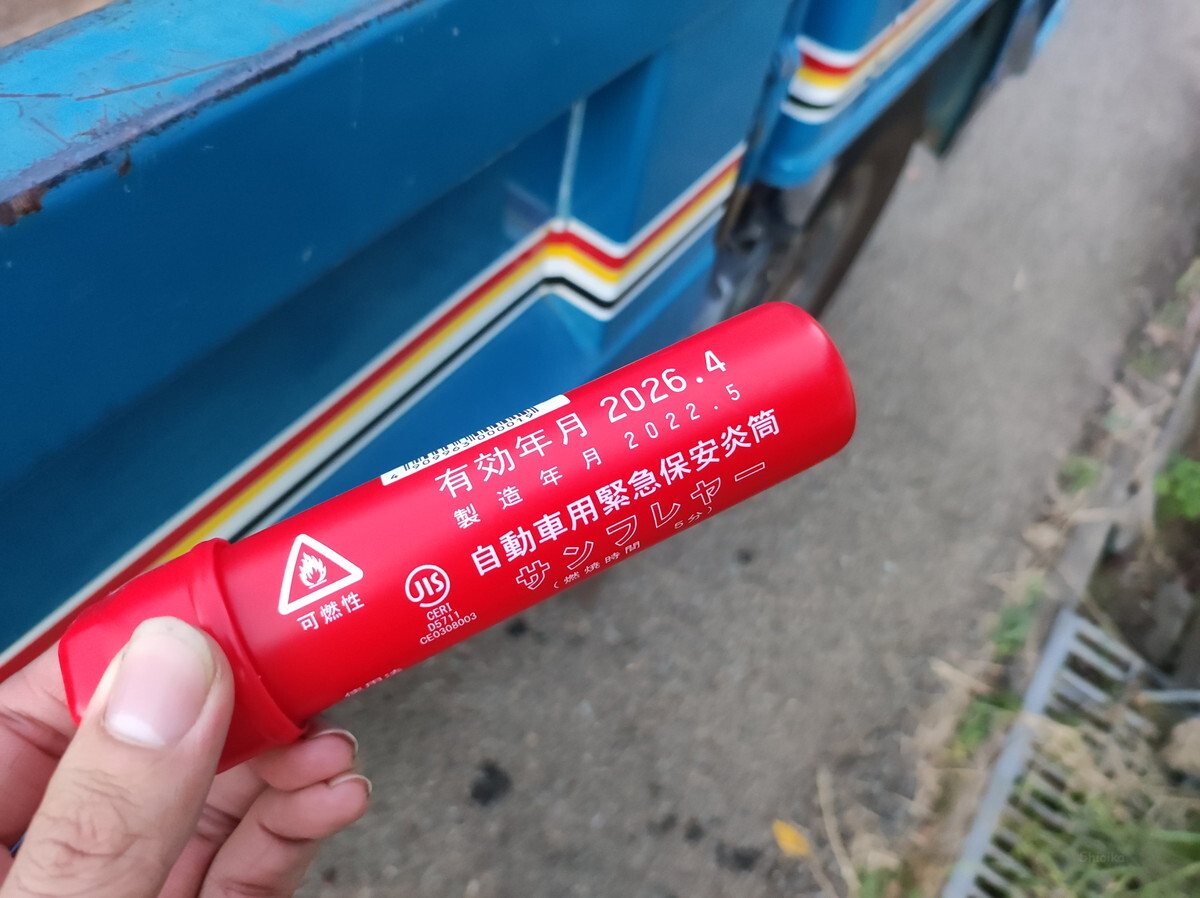 有効年月 2026.4
製造年月 2022.5
自動車用緊急保安炎筒
サンフレヤー
(燃焼時間 5分)
可燃性
JIS
CERI
D5711
CE0308003